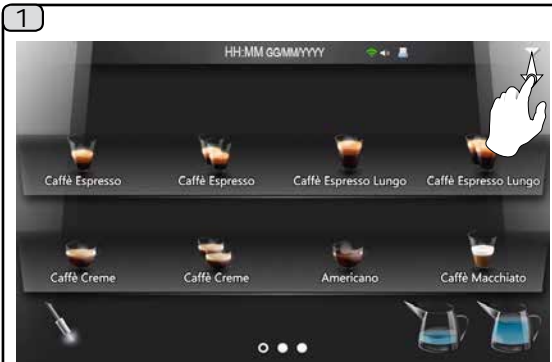 1
HH:MM GG/MM/YYYY
Caffè Espresso Caffè Espresso Caffè Espresso Lungo Caffè Espresso Lungo
Caffè Creme Caffè Creme Americano Caffè Macchiato